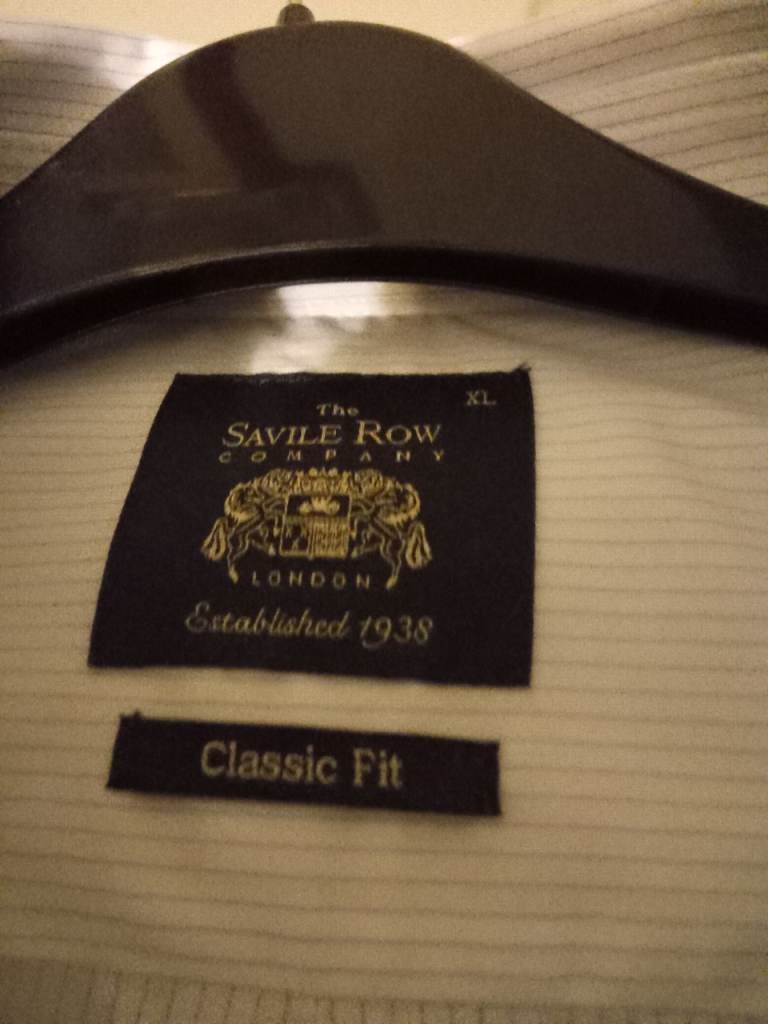 XL
The
SAVILE ROW
COMPANY
LONDON
Established 1938
Classic Fit